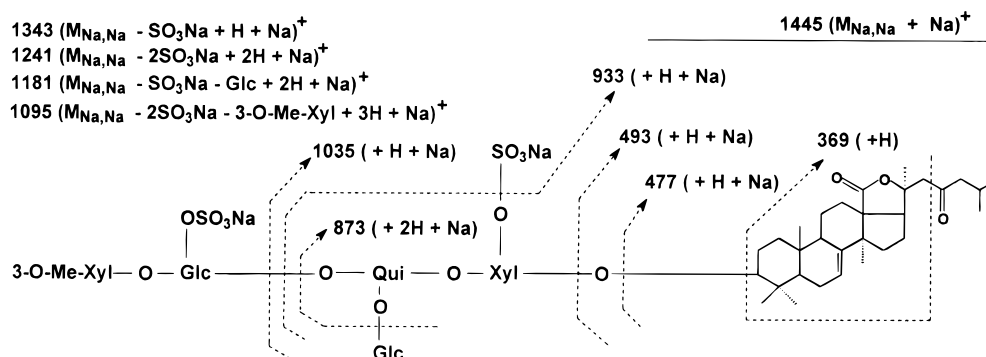 1343 (M_Na,Na - SO3Na + H + Na)+
1241 (M_Na,Na - 2SO3Na + 2H + Na)+
1181 (M_Na,Na - SO3Na - Glc + 2H + Na)+
1095 (M_Na,Na - 2SO3Na - 3-O-Me-Xyl + 3H + Na)+
1445 (M_Na,Na + Na)+
933 ( + H + Na)
1035 ( + H + Na)
SO3Na
493 ( + H + Na)
369 ( +H)
477 ( + H + Na)
O
O
O
OSO3Na
O
873 ( + 2H + Na)
3-O-Me-Xyl O Glc O Qui O Xyl O
O
Glc